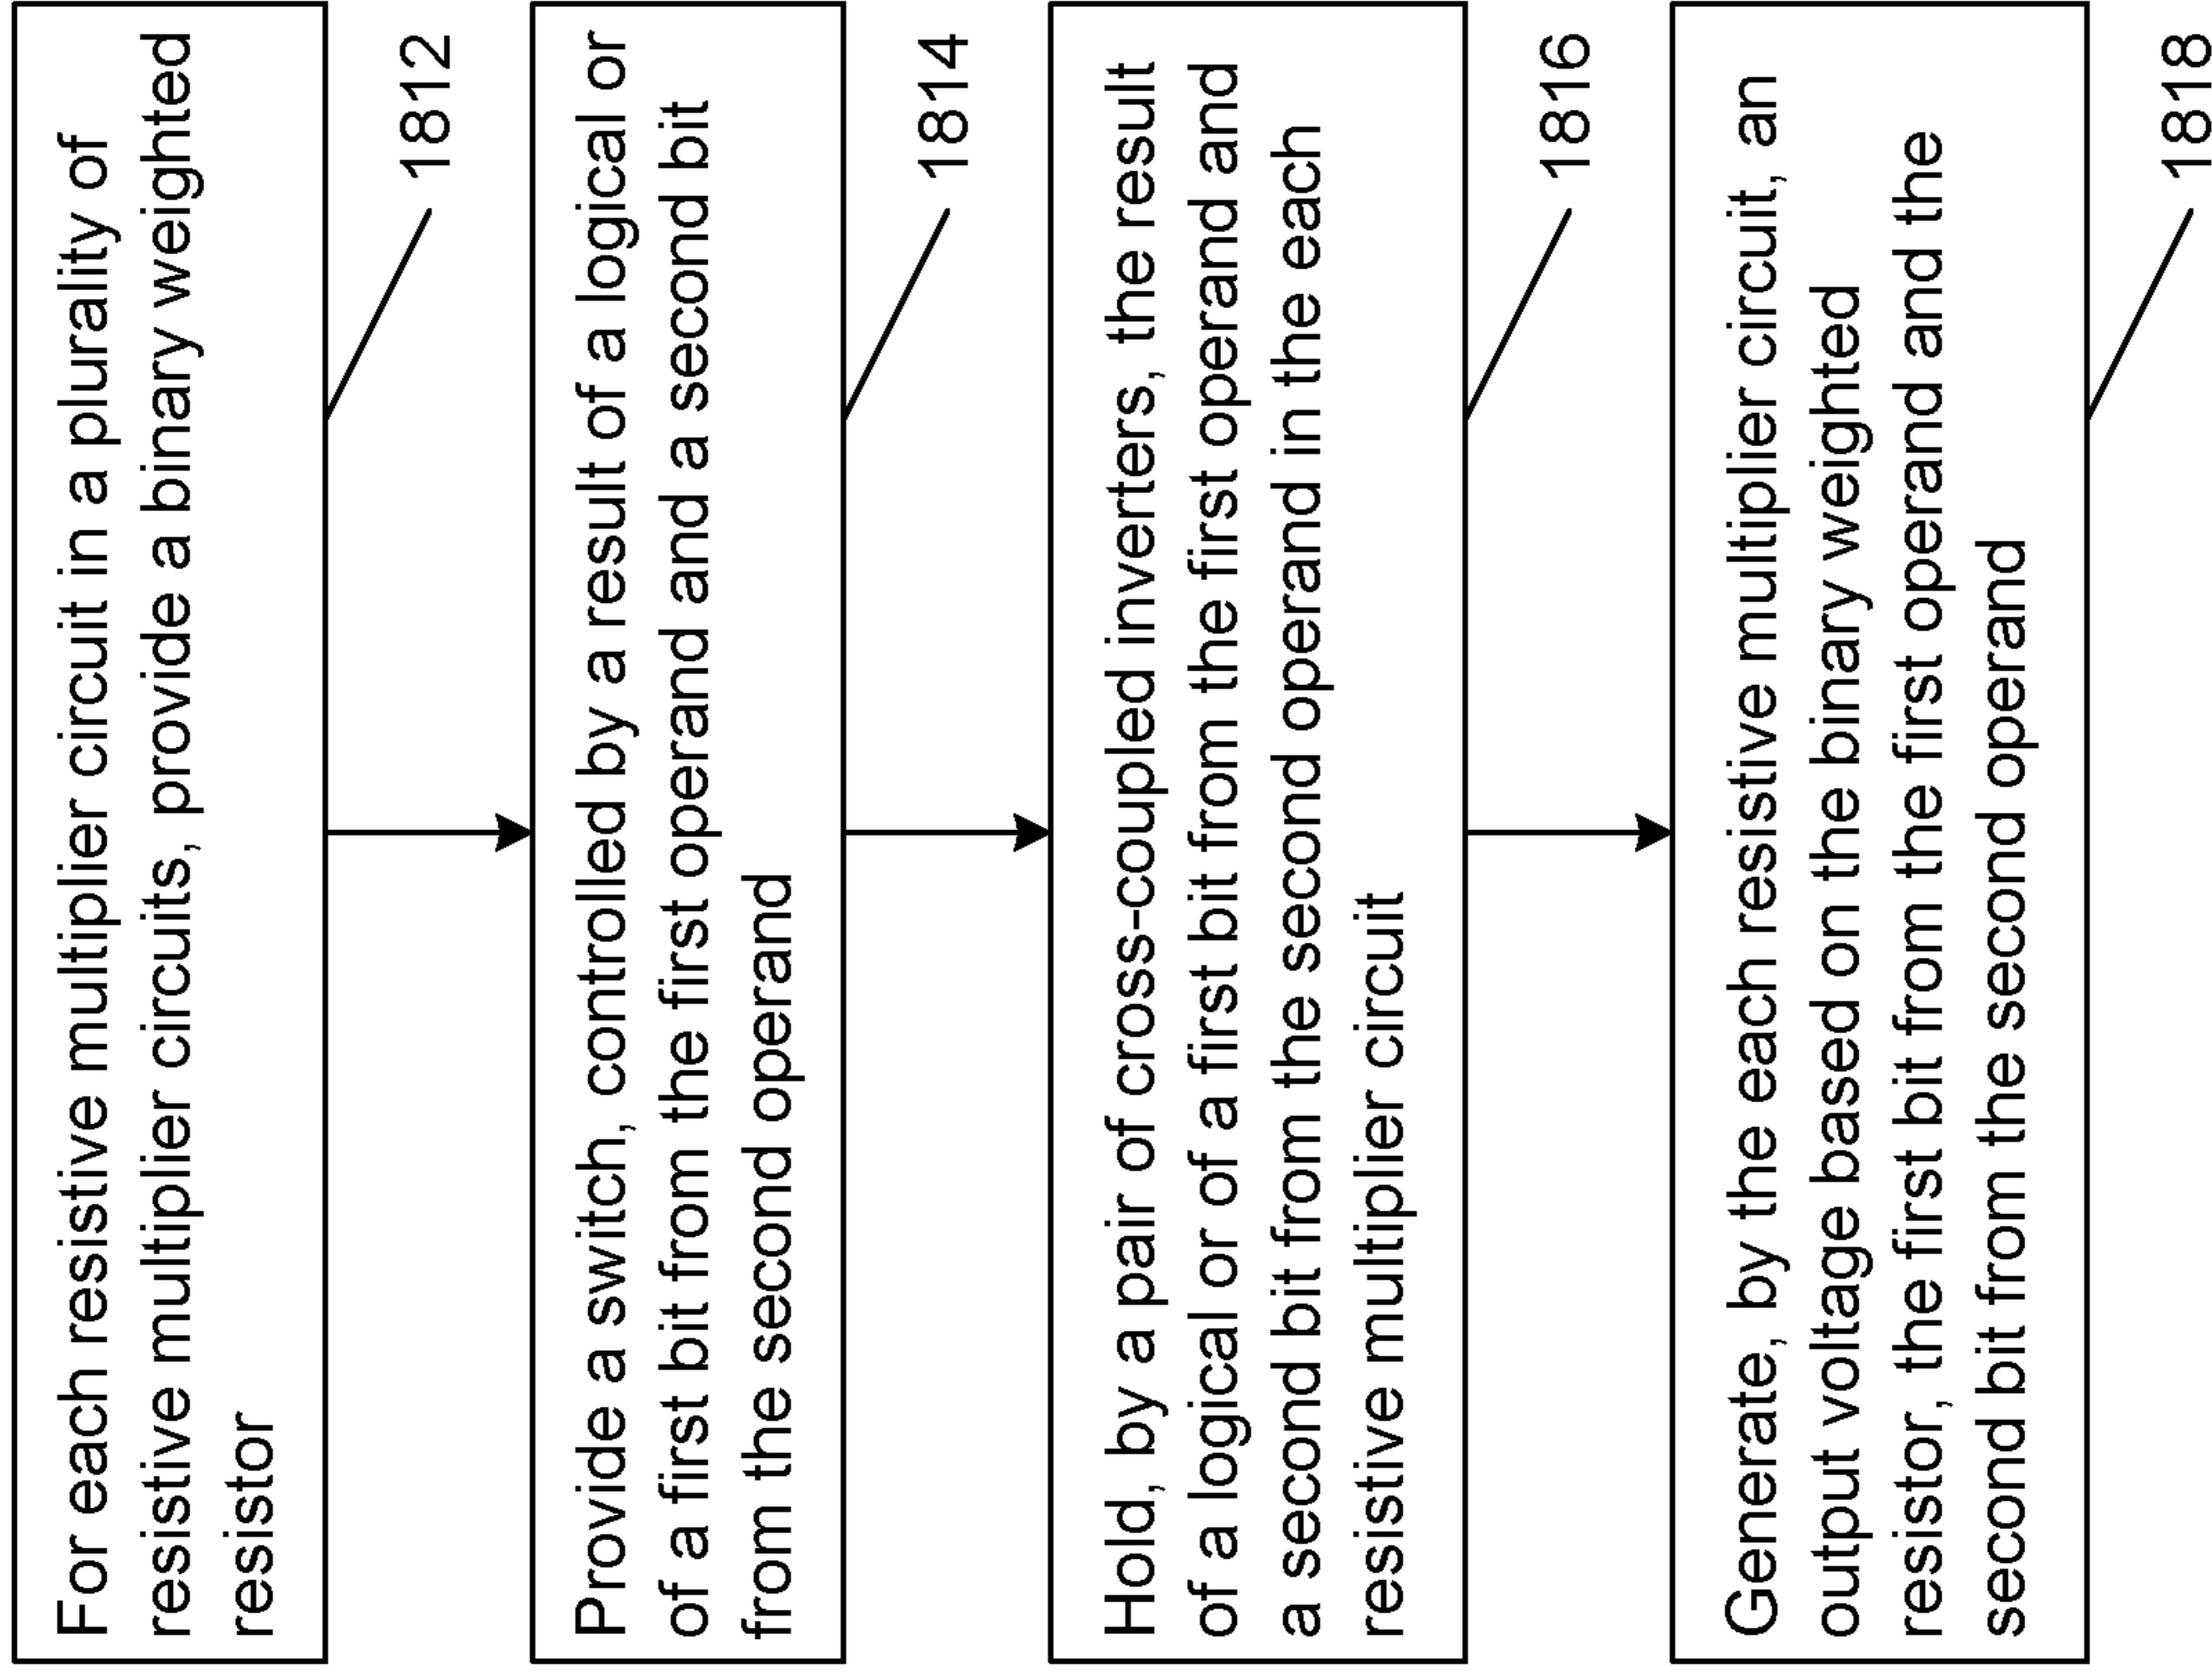 For each resistive multiplier circuit in a plurality of
resistive multiplier circuits, provide a binary weighted
resistor
1812
Provide a switch, controlled by a result of a logical or
of a first bit from the first operand and a second bit
from the second operand
1814
Hold, by a pair of cross-coupled inverters, the result
of a logical or of a first bit from the first operand and
a second bit from the second operand in the each
resistive multiplier circuit
1816
Generate, by the each resistive multiplier circuit, an
output voltage based on the binary weighted
resistor, the first bit from the first operand and the
second bit from the second operand
1818